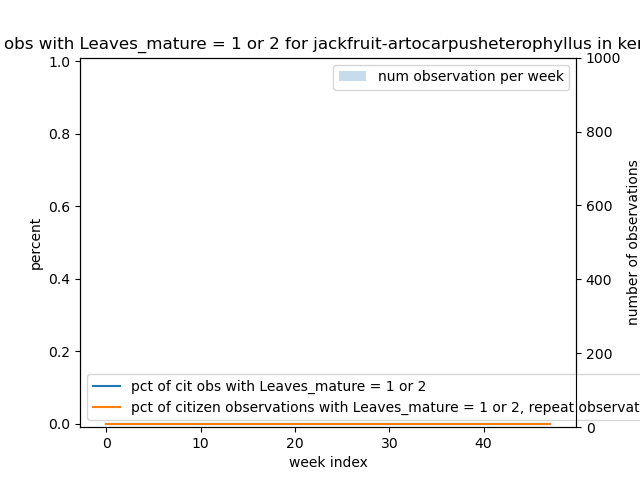 obs with Leaves_mature = 1 or 2 for jackfruit-artocarpusheterophyllus in
num observation per week
1.0
0.8
0.6
0.4
0.2
0.0
percent
1000
800
600
400
200
0
number of observations
pct of cit obs with Leaves_mature = 1 or 2
pct of citizen observations with Leaves_mature = 1 or 2, repeat
0
10
20
30
40
week index